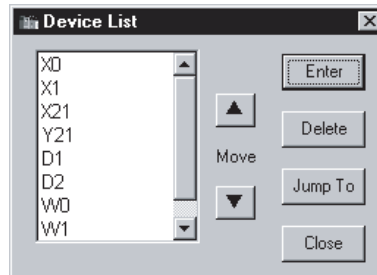 Device List
X0
X1
X21
Y21
D1
D2
W0
W1
Move
Enter
Delete
Jump To
Close